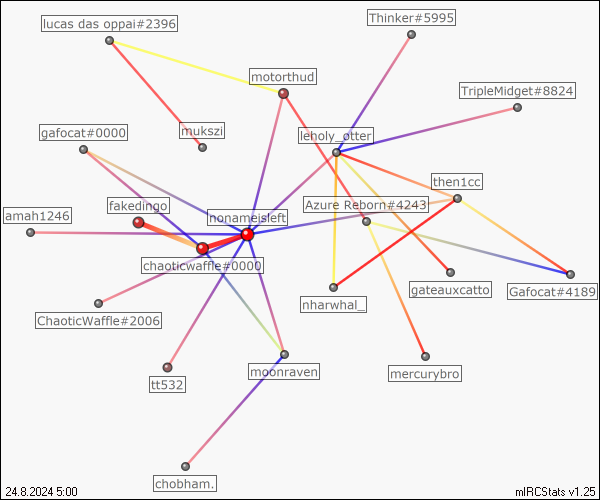 Thinker#5995
lucas das oppai#2396
motorthud
TripleMidget#8824
gafocat#0000
mukszi
leholy_otter
then1cc
fakedingo
Azure Reborn#4243
amah1246
nonameisleft
chaoticwaffle#0000
gateauxcatto
Gafocat#4189
nharwhal_
ChaoticWaffle#2006
moonraven
mercurybro
tt532
chobham.
24.8.2024 5:00
mIRCStats v1.25